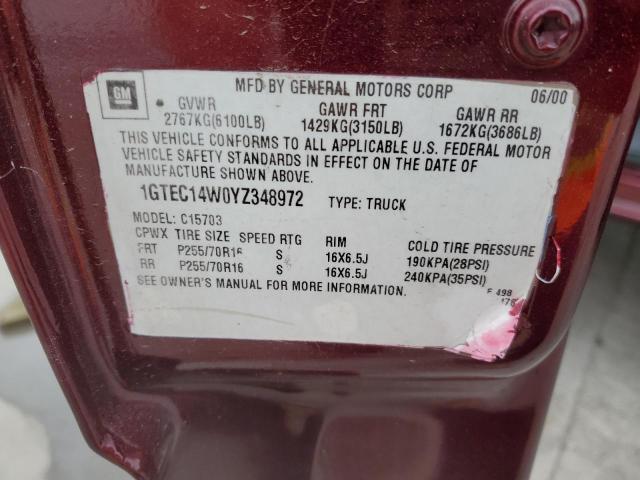 GM
MFD BY GENERAL MOTORS CORP 06/00
GVWR GAWR FRT GAWR RR
2767KG(6100LB) 1429KG(3150LB) 1672KG(3686LB)
THIS VEHICLE CONFORMS TO ALL APPLICABLE U.S. FEDERAL MOTOR
VEHICLE SAFETY STANDARDS IN EFFECT ON THE DATE OF
MANUFACTURE SHOWN ABOVE.
1GTEC14W0YZ348972 TYPE: TRUCK
MODEL: C15703
CPWX TIRE SIZE SPEED RTG RIM COLD TIRE PRESSURE
FRT P255/70R16 S 16X6.5J 190KPA(28PSI)
RR P255/70R16 S 16X6.5J 240KPA(35PSI)
SEE OWNER'S MANUAL FOR MORE INFORMATION.
498